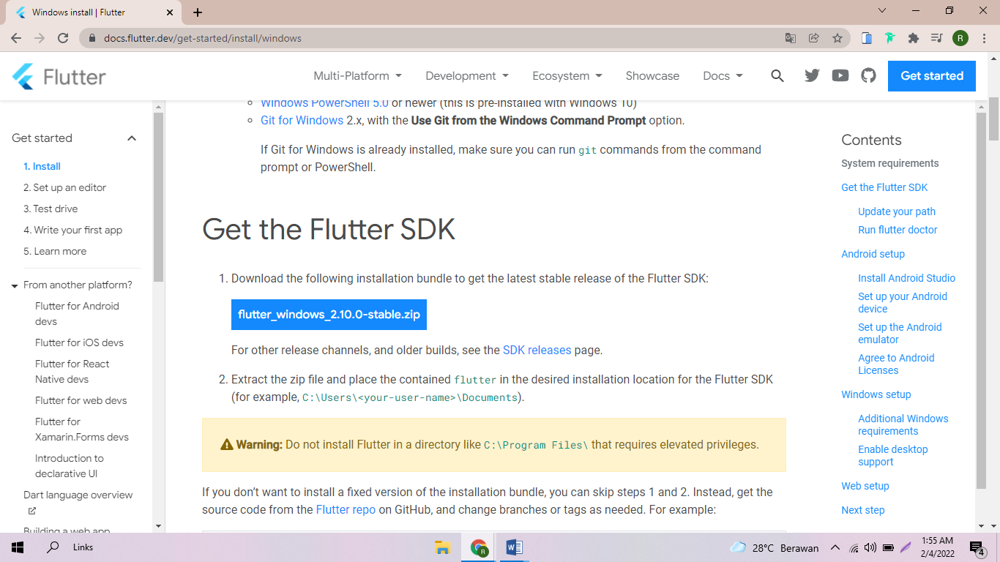 Windows install | Flutter
docs.flutter.dev/get-started/install/windows
R
Flutter
Multi-Platform
Development
Ecosystem
Showcase
Docs
Get started
Get started
1. Install
2. Set up an editor
3. Test drive
4. Write your first app
5. Learn more
From another platform?
Flutter for Android
devs
Flutter for iOS devs
Flutter for React
Native devs
Flutter for web devs
Flutter for
Xamarin.Forms devs
Introduction to
declarative UI
Dart language overview
Building a web app
Windows PowerShell 5.0 or newer (this is pre-installed with Windows 10)
Git for Windows 2.x, with the Use Git from the Windows Command Prompt option.
If Git for Windows is already installed, make sure you can run git commands from the command
prompt or PowerShell.
Get the Flutter SDK
1. Download the following installation bundle to get the latest stable release of the Flutter SDK:
flutter_windows_2.10.0-stable.zip
For other release channels, and older builds, see the SDK releases page.
2. Extract the zip file and place the contained flutter in the desired installation location for the Flutter SDK
(for example, C:\Users\<your-user-name>\Documents).
Warning: Do not install Flutter in a directory like C:\Program Files\ that requires elevated privileges.
If you don’t want to install a fixed version of the installation bundle, you can skip steps 1 and 2. Instead, get the
source code from the Flutter repo on GitHub, and change branches or tags as needed. For example:
Contents
System requirements
Get the Flutter SDK
Update your path
Run flutter doctor
Android setup
Install Android Studio
Set up your Android
device
Set up the Android
emulator
Agree to Android
Licenses
Windows setup
Additional Windows
requirements
Enable desktop
support
Web setup
Next step
Links
R
W
28°C Berawan
1:55 AM
2/4/2022
4